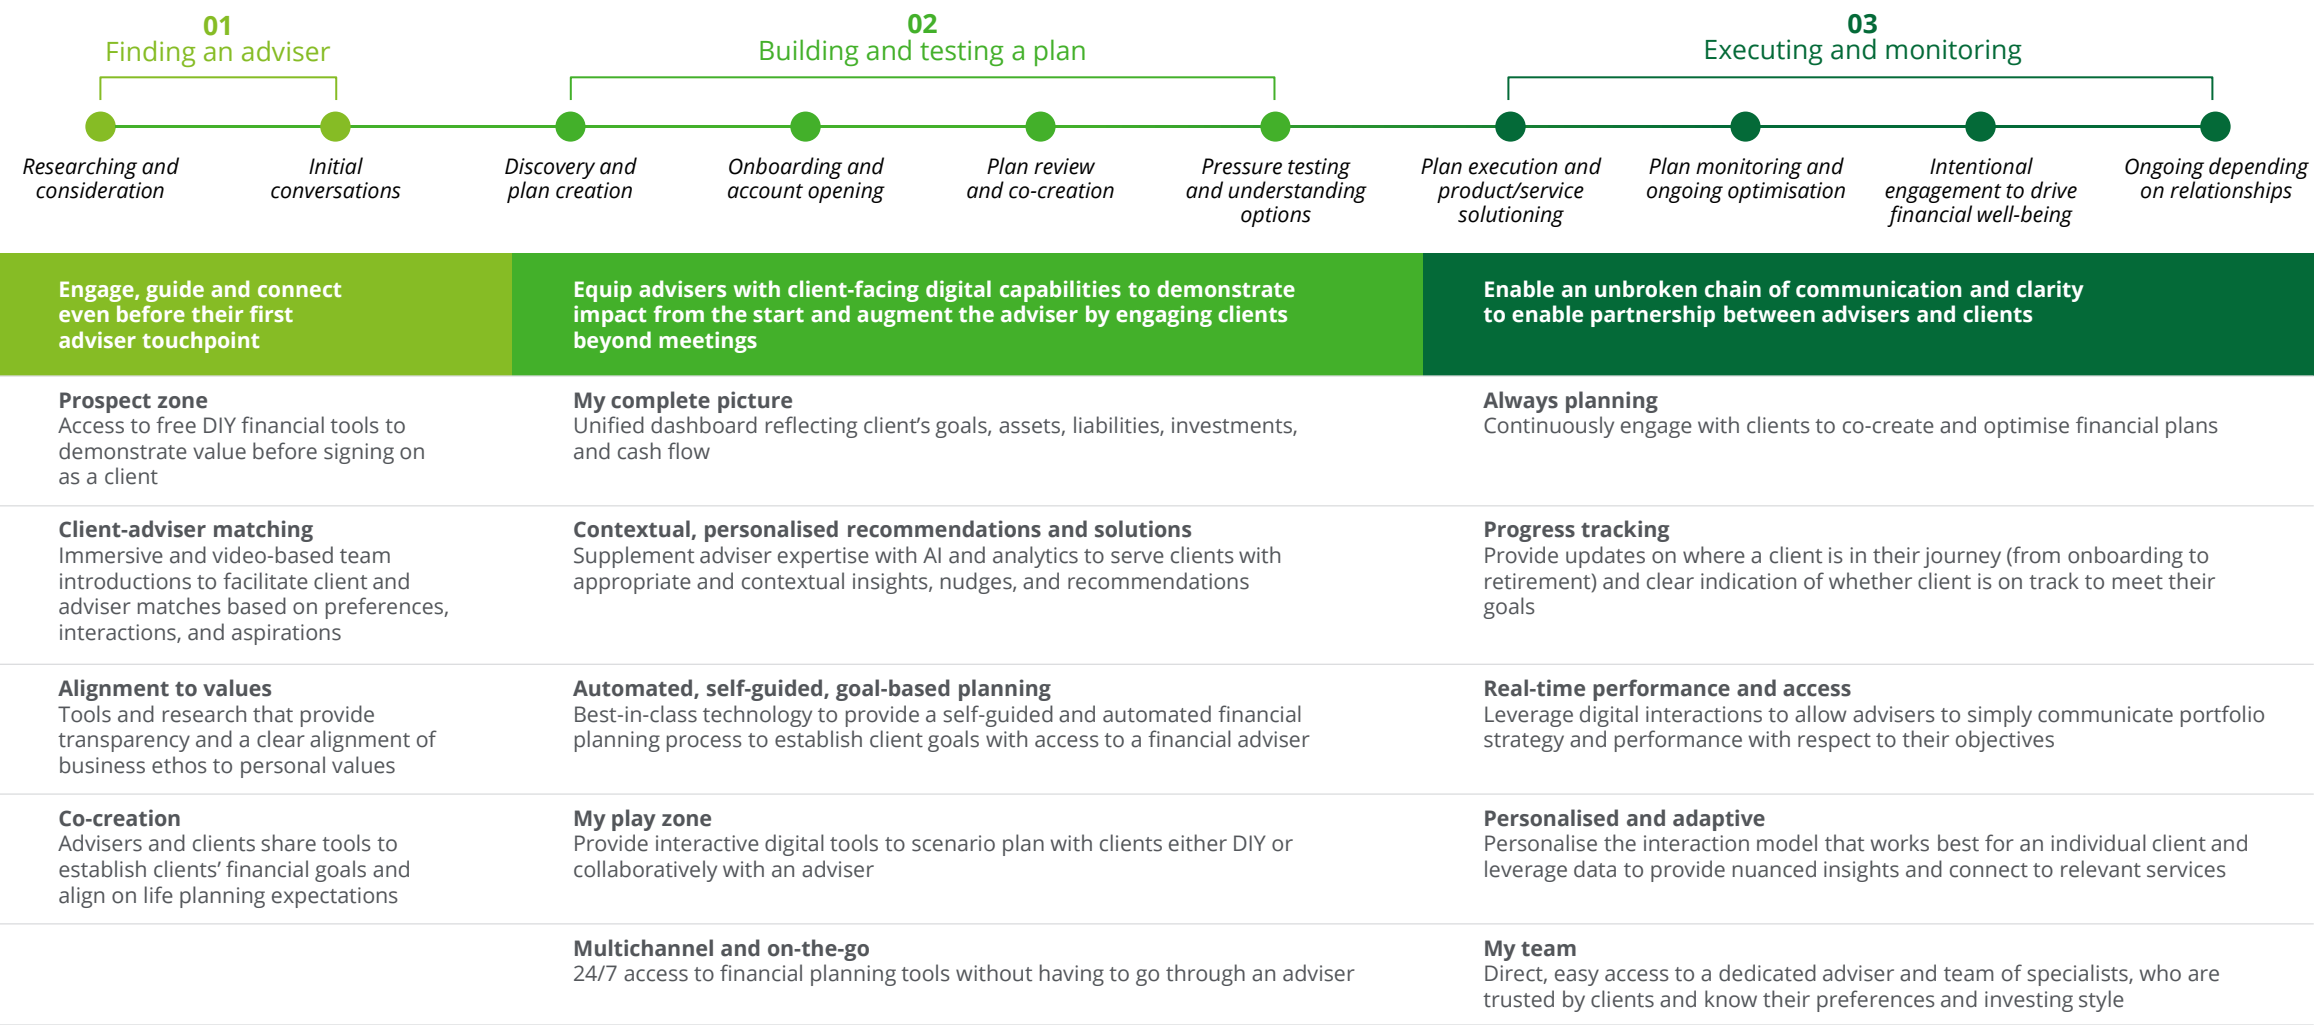 01
Finding an adviser
02
Building and testing a plan
03
Executing and monitoring
Researching and
consideration
Initial
conversations
Discovery and
plan creation
Onboarding and
account opening
Plan review
and co-creation
Pressure testing
and understanding
options
Plan execution and
product/service
solutioning
Plan monitoring and
ongoing optimisation
Intentional
engagement to drive
financial well-being
Ongoing depending
on relationships
Engage, guide and connect
even before their first
adviser touchpoint
Equip advisers with client-facing digital capabilities to demonstrate
impact from the start and augment the adviser by engaging clients
beyond meetings
Enable an unbroken chain of communication and clarity
to enable partnership between advisers and clients
Prospect zone
Access to free DIY financial tools to
demonstrate value before signing on
as a client
My complete picture
Unified dashboard reflecting client’s goals, assets, liabilities, investments,
and cash flow
Always planning
Continuously engage with clients to co-create and optimise financial plans
Client-adviser matching
Immersive and video-based team
introductions to facilitate client and
adviser matches based on preferences,
interactions, and aspirations
Contextual, personalised recommendations and solutions
Supplement adviser expertise with AI and analytics to serve clients with
appropriate and contextual insights, nudges, and recommendations
Progress tracking
Provide updates on where a client is in their journey (from onboarding to
retirement) and clear indication of whether client is on track to meet their
goals
Alignment to values
Tools and research that provide
transparency and a clear alignment of
business ethos to personal values
Automated, self-guided, goal-based planning
Best-in-class technology to provide a self-guided and automated financial
planning process to establish client goals with access to a financial adviser
Real-time performance and access
Leverage digital interactions to allow advisers to simply communicate portfolio
strategy and performance with respect to their objectives
Co-creation
Advisers and clients share tools to
establish clients’ financial goals and
align on life planning expectations
My play zone
Provide interactive digital tools to scenario plan with clients either DIY or
collaboratively with an adviser
Personalised and adaptive
Personalise the interaction model that works best for an individual client and
leverage data to provide nuanced insights and connect to relevant services
Multichannel and on-the-go
24/7 access to financial planning tools without having to go through an adviser
My team
Direct, easy access to a dedicated adviser and team of specialists, who are
trusted by clients and know their preferences and investing style